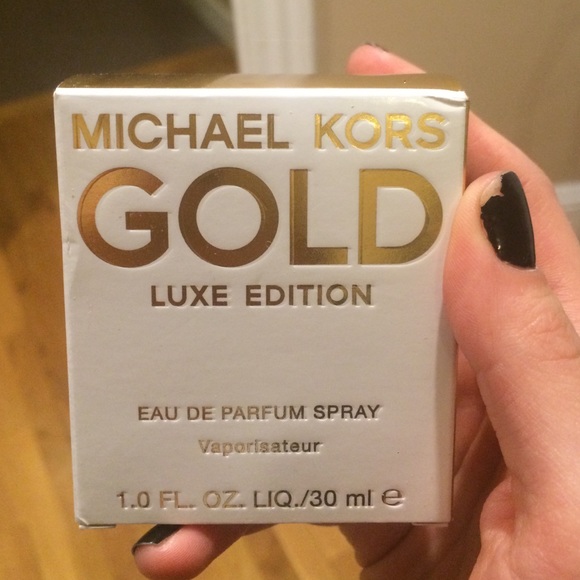 MICHAEL KORS
GOLD
LUXE EDITION
EAU DE PARFUM SPRAY
Vaporisateur
1.0 FL. OZ. LIQ./30 ml ℮